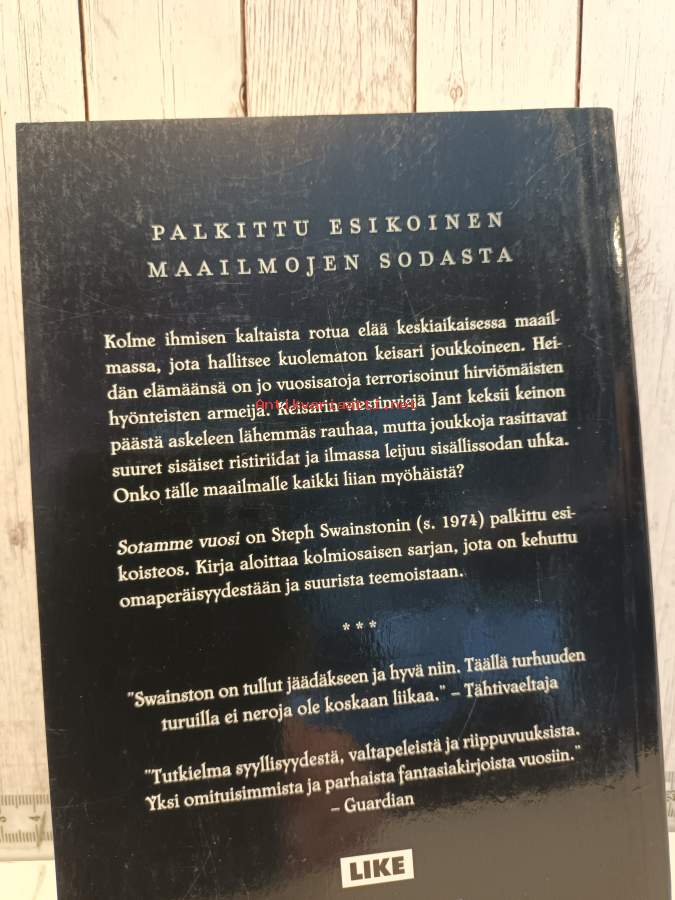 PALKITTU ESIKOINEN
MAAILMOJEN SODASTA
Kolme ihmisen kaltaista rotua elää keskiaikaisessa maail-
massa, jota hallitsee kuolematon keisari joukkoineen. Hei-
dän elämäänsä on jo vuosisatoja terrorisoinut hirviömäisten
hyönteisten armeija. Keisarin viestinviejä Jant keksii keinon
päästä askeleen lähemmäs rauhaa, mutta joukkoja rasittavat
suuret sisäiset ristiriidat ja ilmassa leijuu sisällissodan uhka.
Onko tälle maailmalle kaikki liian myöhäistä?
Sotamme vuosi on Steph Swainstonin (s. 1974) palkittu esi-
koisteos. Kirja aloittaa kolmiosaisen sarjan, jota on kehuttu
omaperäisyydestään ja suurista teemoistaan.
***
"Swainston on tullut jäädäkseen ja hyvä niin. Täällä turhuuden
turuilla ei neroja ole koskaan liikaa." – Tähtivaeltaja
"Tutkielma syyllisyydestä, valtapeleistä ja riippuvuuksista.
Yksi omituisimmista ja parhaista fantasiakirjoista vuosiin."
– Guardian
LIKE